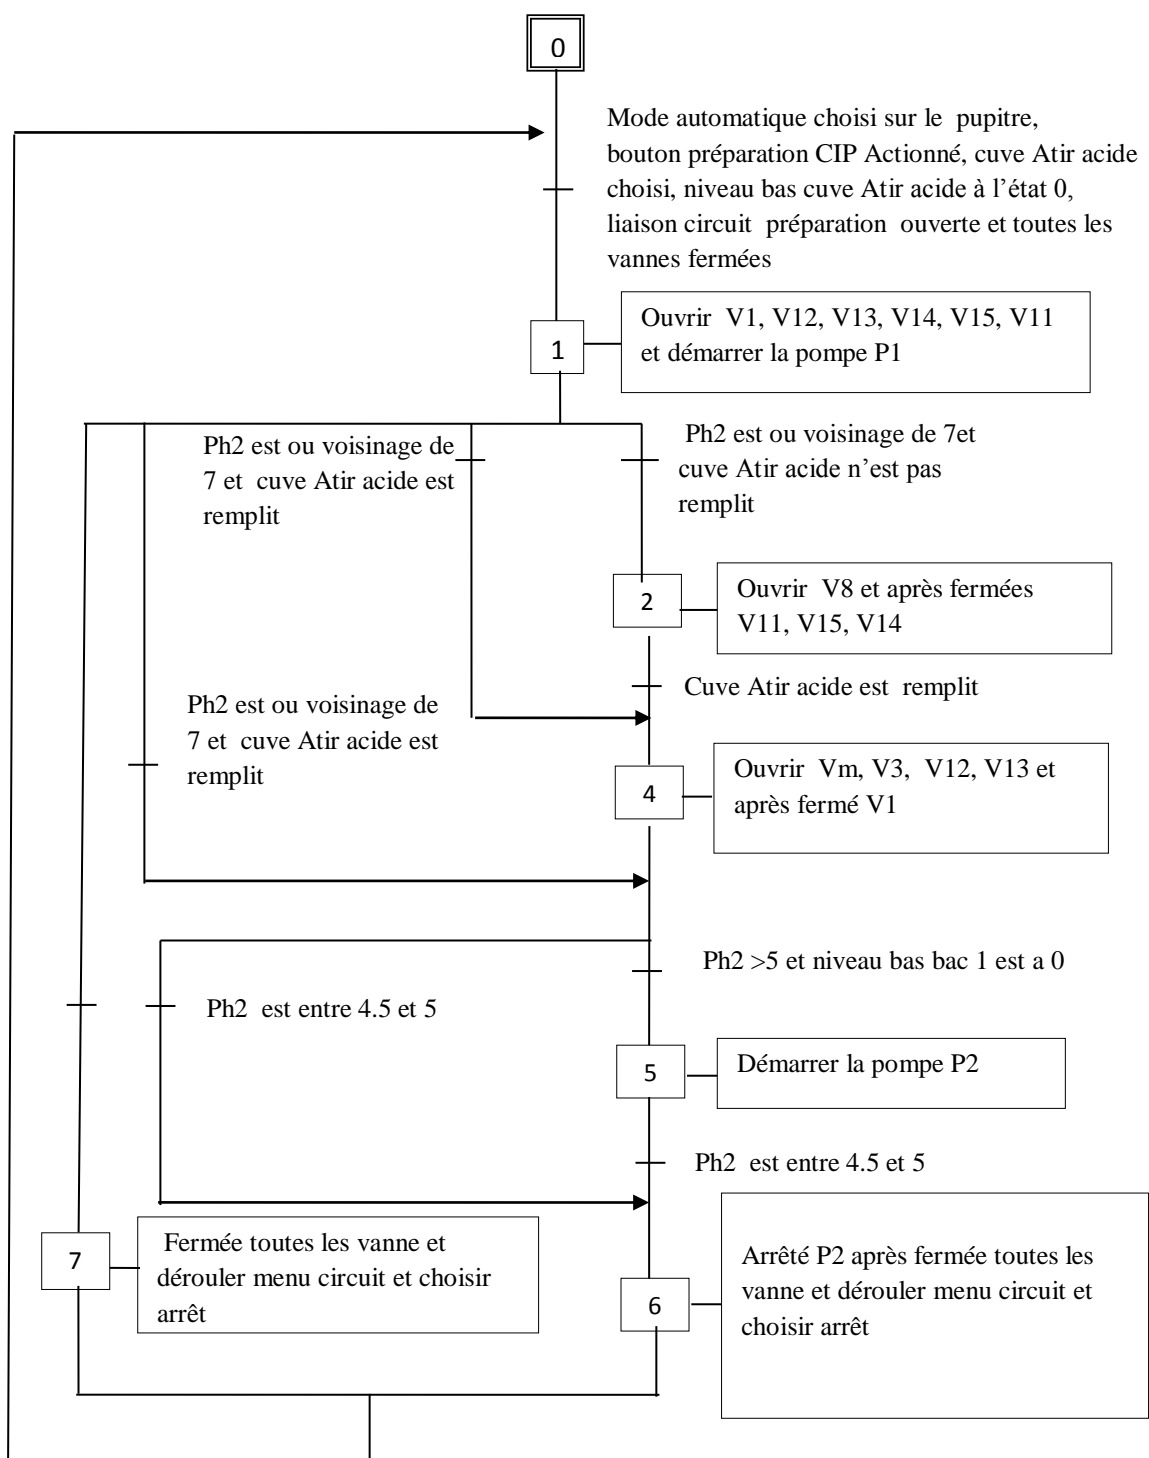 0
Mode automatique choisi sur le pupitre,
bouton préparation CIP Actionné, cuve Atir acide
choisi, niveau bas cuve Atir acide à l'état 0,
liaison circuit préparation ouverte et toutes les
vannes fermées
1
Ouvrir V1, V12, V13, V14, V15, V11
et démarrer la pompe P1
Ph2 est ou voisinage de
7 et cuve Atir acide est
remplit
Ph2 est ou voisinage de 7et
cuve Atir acide n'est pas
remplit
2
Ouvrir V8 et après fermées
V11, V15, V14
Cuve Atir acide est remplit
Ph2 est ou voisinage de
7 et cuve Atir acide est
remplit
4
Ouvrir Vm, V3, V12, V13 et
après fermé V1
Ph2 >5 et niveau bas bac 1 est a 0
Ph2 est entre 4.5 et 5
5
Démarrer la pompe P2
Ph2 est entre 4.5 et 5
7
Fermée toutes les vanne et
dérouler menu circuit et choisir
arrêt
6
Arrêté P2 après fermée toutes les
vanne et dérouler menu circuit et
choisir arrêt